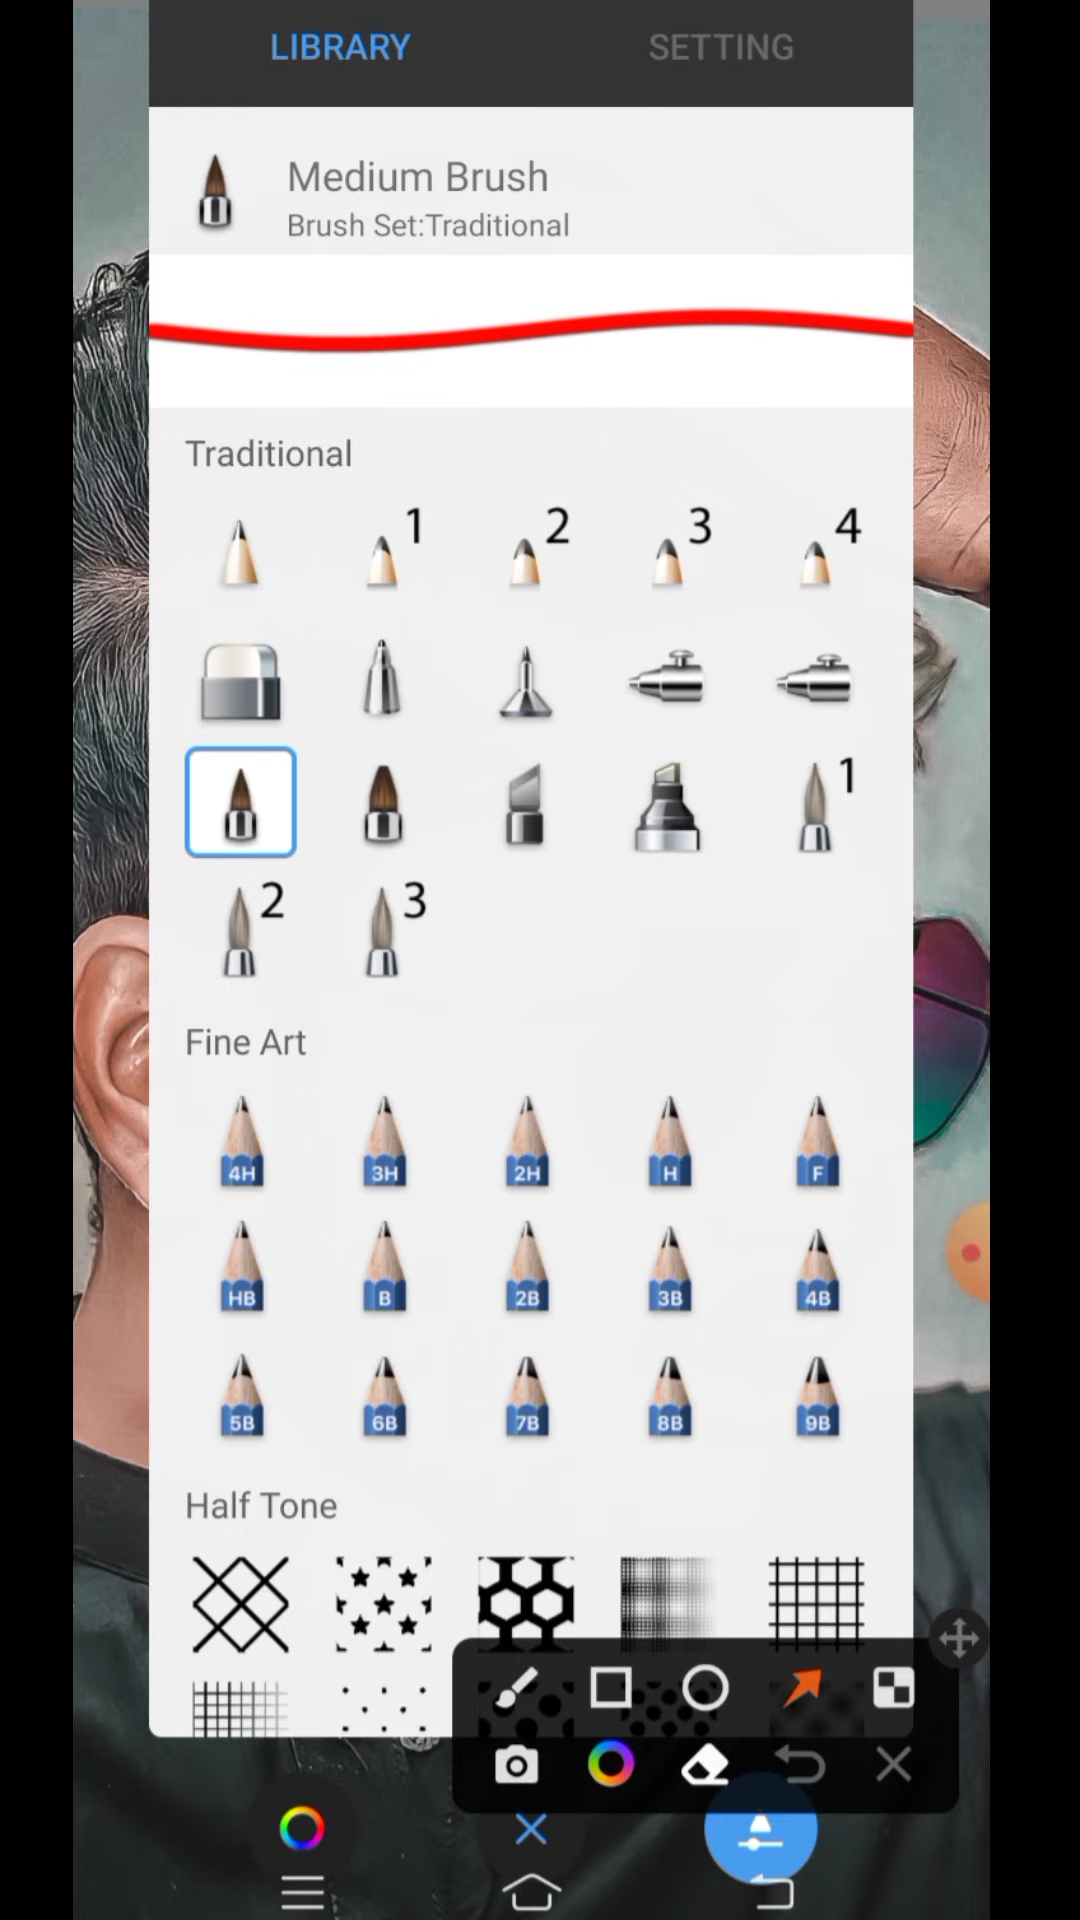 LIBRARY SETTING
Medium Brush
Brush Set:Traditional
Traditional
1 2 3 4
1
2 3
Fine Art
4H 3H 2H H F
HB B 2B 3B 4B
5B 6B 7B 8B 9B
Half Tone